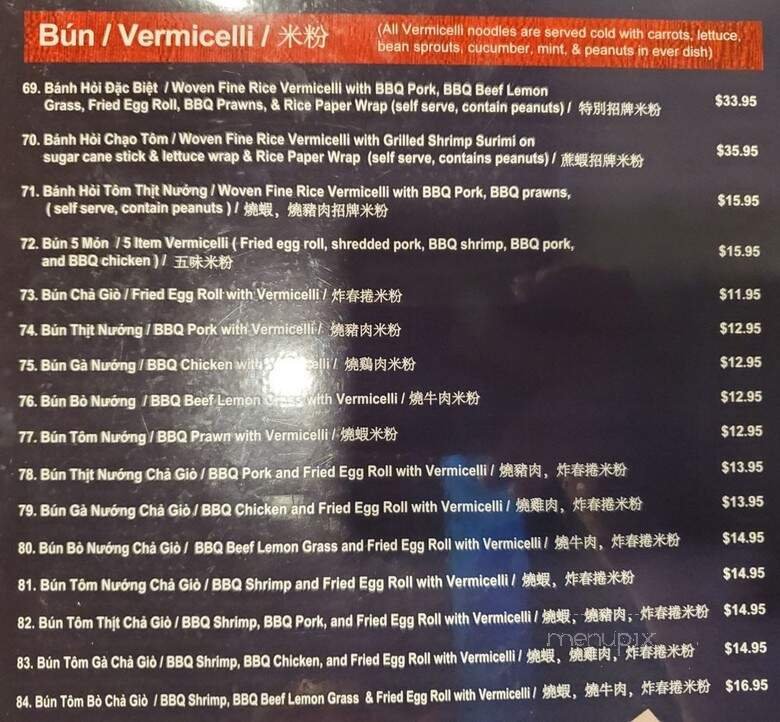 Bún / Vermicelli / 米粉
(All Vermicelli noodles are served cold with carrots, lettuce,
bean sprouts, cucumber, mint, & peanuts in ever dish)
69. Bánh Hỏi Đặc Biệt / Woven Fine Rice Vermicelli with BBQ Pork, BBQ Beef Lemon
Grass, Fried Egg Roll, BBQ Prawns, & Rice Paper Wrap (self serve, contain peanuts) / 特別招牌米粉 $33.95
70. Bánh Hỏi Chạo Tôm / Woven Fine Rice Vermicelli with Grilled Shrimp Surimi on
sugar cane stick & lettuce wrap & Rice Paper Wrap (self serve, contains peanuts) / 蔗蝦招牌米粉 $35.95
71. Bánh Hỏi Tôm Thịt Nướng / Woven Fine Rice Vermicelli with BBQ Pork, BBQ prawns,
( self serve, contain peanuts ) / 燒蝦，燒豬肉招牌米粉 $15.95
72. Bún 5 Món / 5 Item Vermicelli ( Fried egg roll, shredded pork, BBQ shrimp, BBQ pork,
and BBQ chicken ) / 五味米粉 $15.95
73. Bún Chả Giò / Fried Egg Roll with Vermicelli / 炸春捲米粉 $11.95
74. Bún Thịt Nướng / BBQ Pork with Vermicelli / 燒豬肉米粉 $12.95
75. Bún Gà Nướng / BBQ Chicken with Vermicelli / 燒鷄肉米粉 $12.95
76. Bún Bò Nướng / BBQ Beef Lemon Grass with Vermicelli / 燒牛肉米粉 $12.95
77. Bún Tôm Nướng / BBQ Prawn with Vermicelli / 燒蝦米粉 $12.95
78. Bún Thịt Nướng Chả Giò / BBQ Pork and Fried Egg Roll with Vermicelli / 燒豬肉，炸春捲米粉 $13.95
79. Bún Gà Nướng Chả Giò / BBQ Chicken and Fried Egg Roll with Vermicelli / 燒雞肉，炸春捲米粉 $13.95
80. Bún Bò Nướng Chả Giò / BBQ Beef Lemon Grass and Fried Egg Roll with Vermicelli / 燒牛肉，炸春捲米粉 $14.95
81. Bún Tôm Nướng Chả Giò / BBQ Shrimp and Fried Egg Roll with Vermicelli / 燒蝦，炸春捲米粉 $14.95
82. Bún Tôm Thịt Chả Giò / BBQ Shrimp, BBQ Pork, and Fried Egg Roll with Vermicelli / 燒蝦，燒豬肉，炸春捲米粉 $14.95
menupix
83. Bún Tôm Gà Chả Giò / BBQ Shrimp, BBQ Chicken, and Fried Egg Roll with Vermicelli / 燒蝦，燒雞肉，炸春捲米粉 $14.95
84. Bún Tôm Bò Chả Giò / BBQ Shrimp, BBQ Beef Lemon Grass & Fried Egg Roll with Vermicelli / 燒蝦，燒牛肉，炸春捲米粉 $16.95